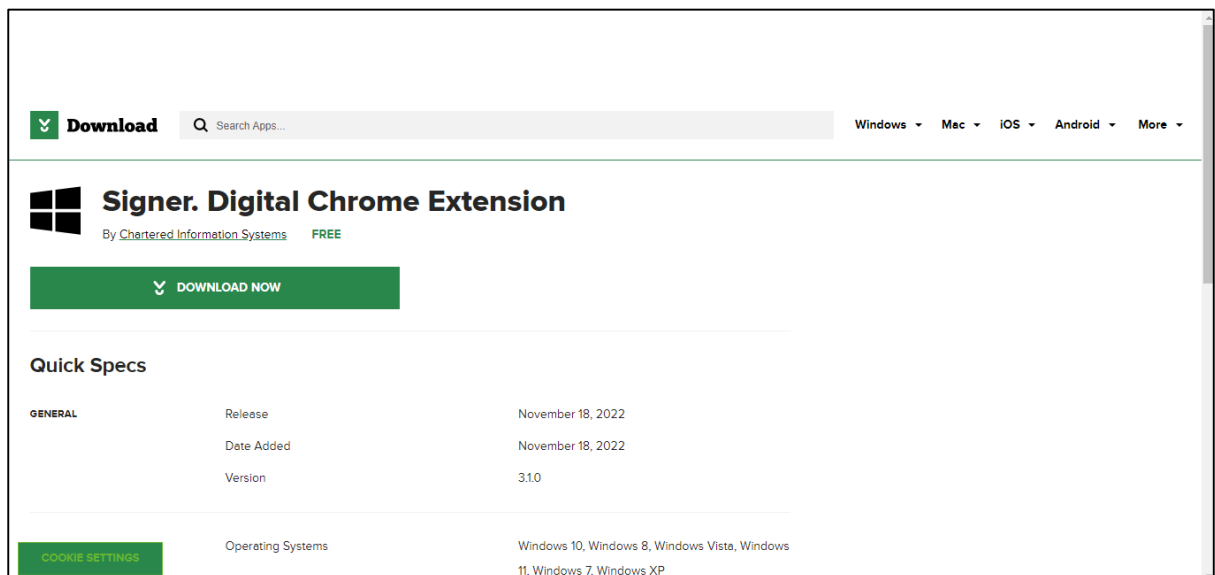 Download
Search Apps...
Windows
Mac
iOS
Android
More
Signer. Digital Chrome Extension
By Chartered Information Systems FREE
DOWNLOAD NOW
Quick Specs
GENERAL
Release
November 18, 2022
Date Added
November 18, 2022
Version
3.1.0
Operating Systems
Windows 10, Windows 8, Windows Vista, Windows
11, Windows 7, Windows XP
COOKIE SETTINGS